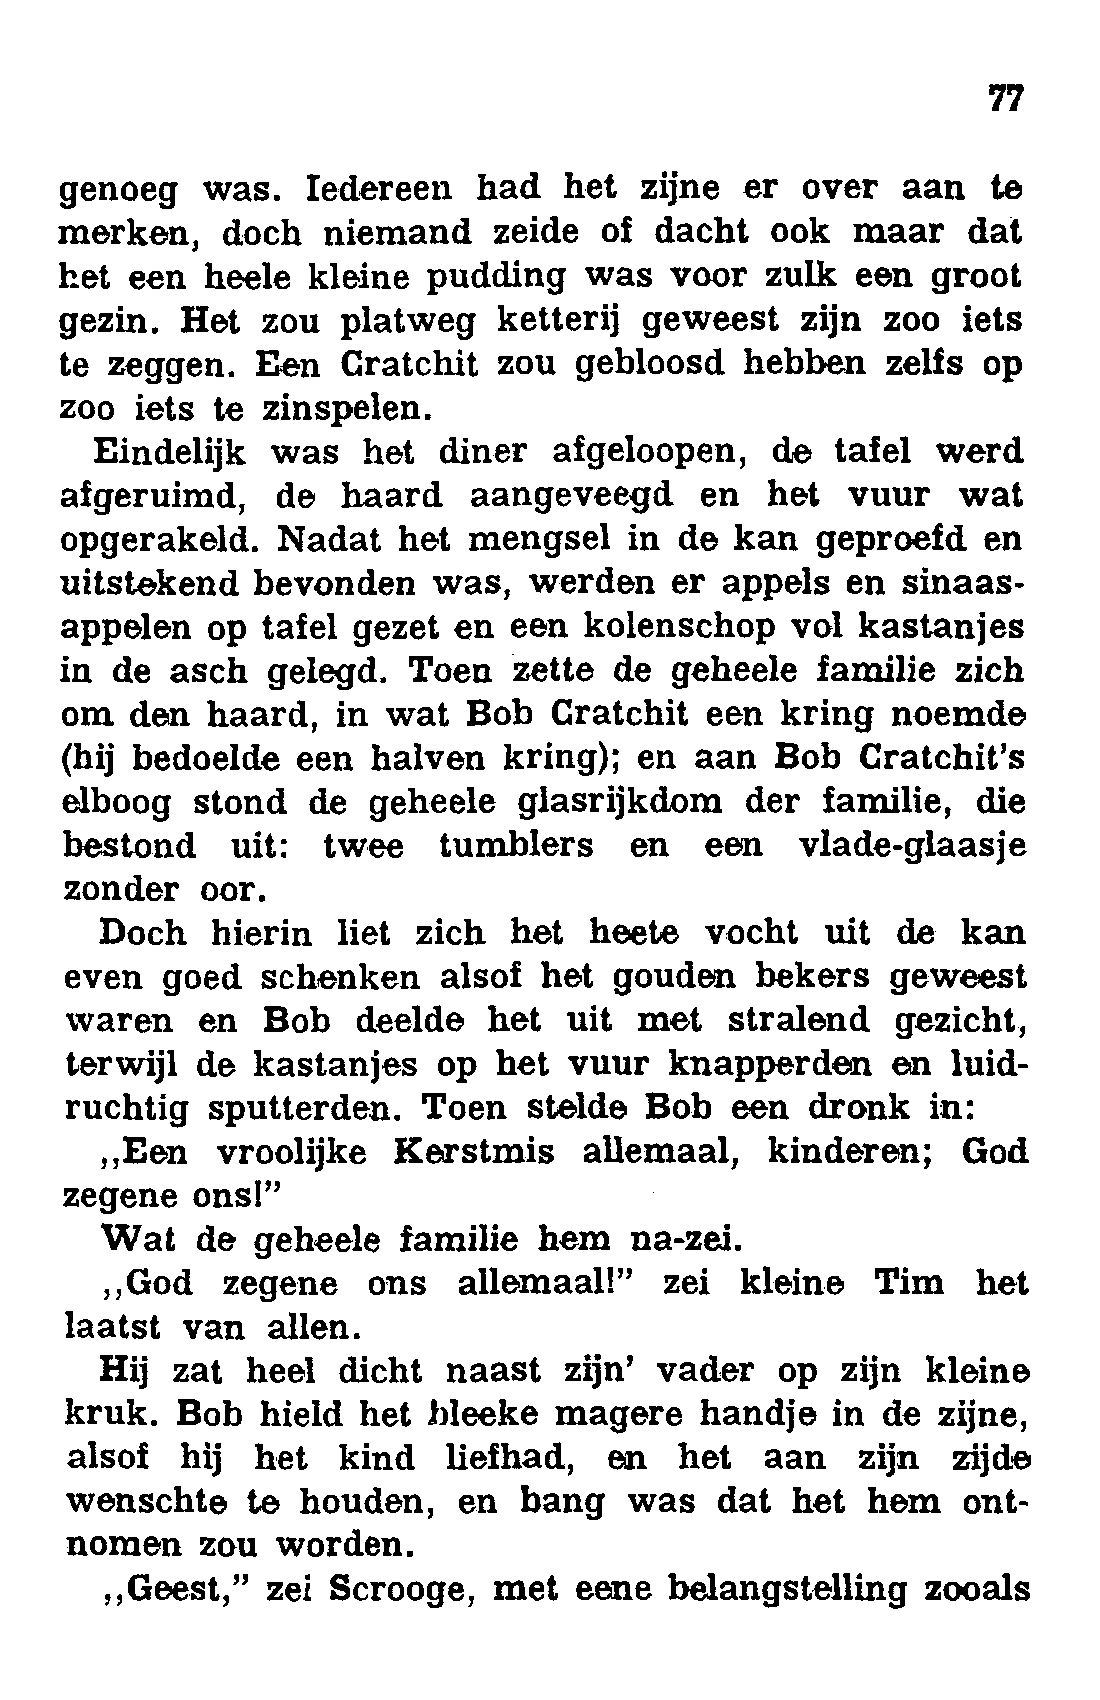 77
genoeg was. Iedereen had het zijne er over aan te
merken, doch niemand zeide of dacht ook maar dat
het een heele kleine pudding was voor zulk een groot
gezin. Het zou platweg ketterij geweest zijn zoo iets
te zeggen. Een Cratchit zou gebloosd hebben zelfs op
zoo iets te zinspelen.
Eindelijk was het diner afgeloopen, de tafel werd
afgeruimd, de haard aangeveegd en het vuur wat
opgerakeld. Nadat het mengsel in de kan geproefd en
uitstekend bevonden was, werden er appels en sinaas-
appelen op tafel gezet en een kolenschop vol kastanjes
in de asch gelegd. Toen zette de geheele familie zich
om den haard, in wat Bob Cratchit een kring noemde
(hij bedoelde een halven kring); en aan Bob Cratchit's
elboog stond de geheele glasrijkdom der familie, die
bestond uit: twee tumblers en een vlade-glaasje
zonder oor.
Doch hierin liet zich het heete vocht uit de kan
even goed schenken alsof het gouden bekers geweest
waren en Bob deelde het uit met stralend gezicht,
terwijl de kastanjes op het vuur knapperden en luid-
ruchtig sputterden. Toen stelde Bob een dronk in:
,,Een vroolijke Kerstmis allemaal, kinderen; God
zegene ons!"
Wat de geheele familie hem na-zei.
,,God zegene ons allemaal!" zei kleine Tim het
laatst van allen.
Hij zat heel dicht naast zijn' vader op zijn kleine
kruk. Bob hield het bleeke magere handje in de zijne,
alsof hij het kind liefhad, en het aan zijn zijde
wenschte te houden, en bang was dat het hem ont-
nomen zou worden.
,,Geest," zei Scrooge, met eene belangstelling zooals